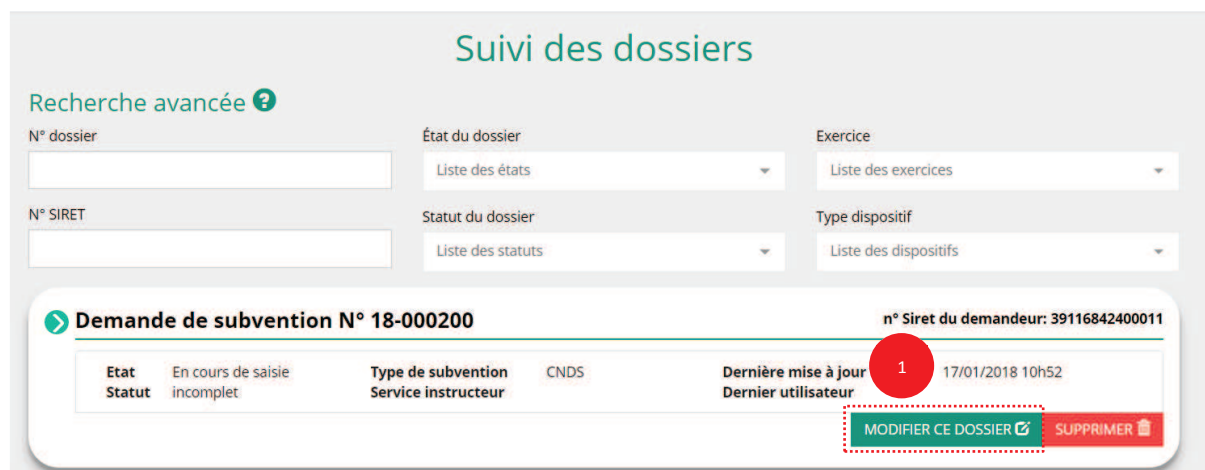 Suivi des dossiers
Recherche avancée ?
N° dossier
État du dossier
Exercice
Liste des états
Liste des exercices
N° SIRET
Statut du dossier
Type dispositif
Liste des statuts
Liste des dispositifs
Demande de subvention N° 18-000200
n° Siret du demandeur: 39116842400011
Etat En cours de saisie Type de subvention CNDS Dernière mise à jour 1 17/01/2018 10h52
Statut incomplet Service instructeur Dernier utilisateur
MODIFIER CE DOSSIER SUPPRIMER